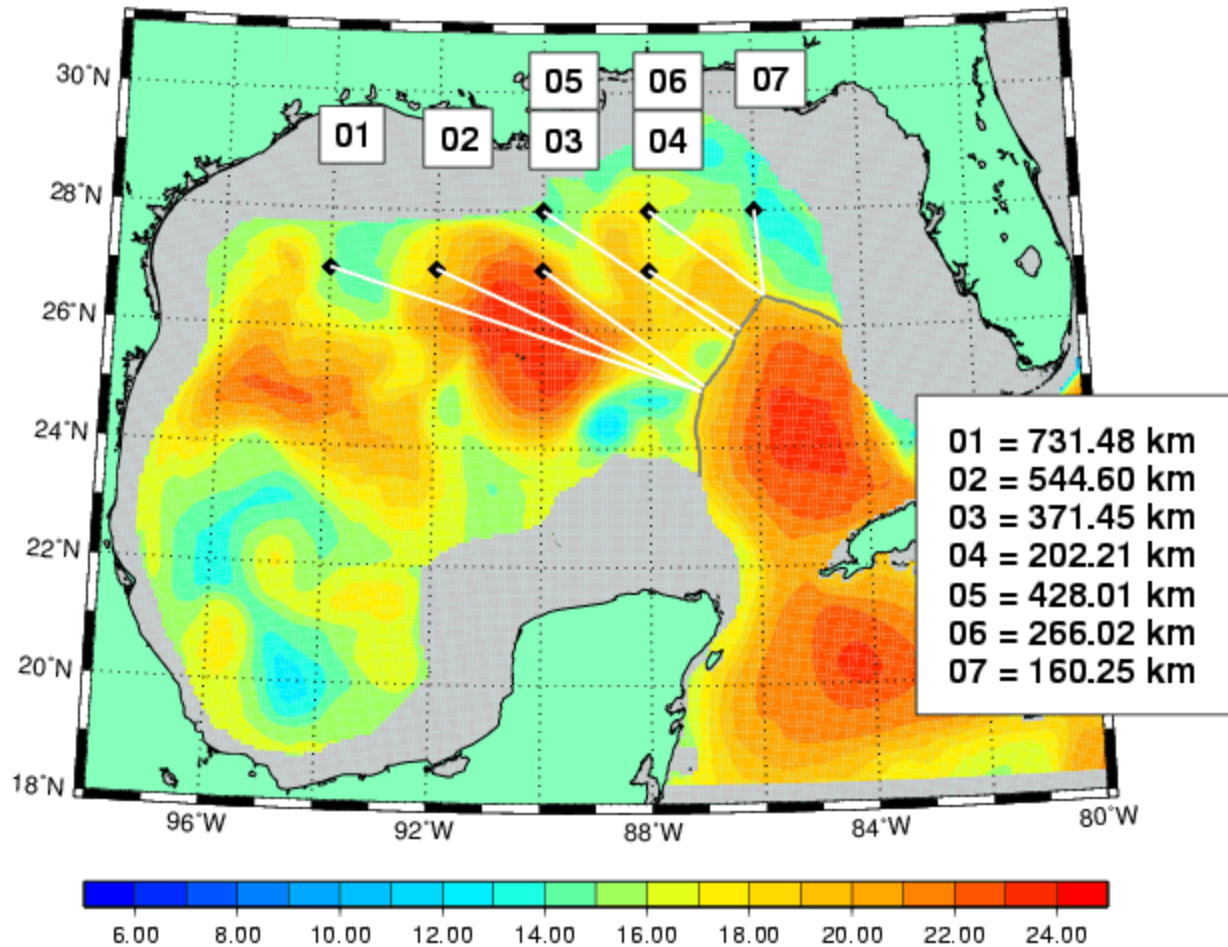 30°N
05 06 07
01 02 03 04
28°N
26°N
24°N
01 = 731.48 km
02 = 544.60 km
03 = 371.45 km
04 = 202.21 km
05 = 428.01 km
06 = 266.02 km
07 = 160.25 km
22°N
20°N
18°N
96°W 92°W 88°W 84°W 80°W
6.00 8.00 10.00 12.00 14.00 16.00 18.00 20.00 22.00 24.00